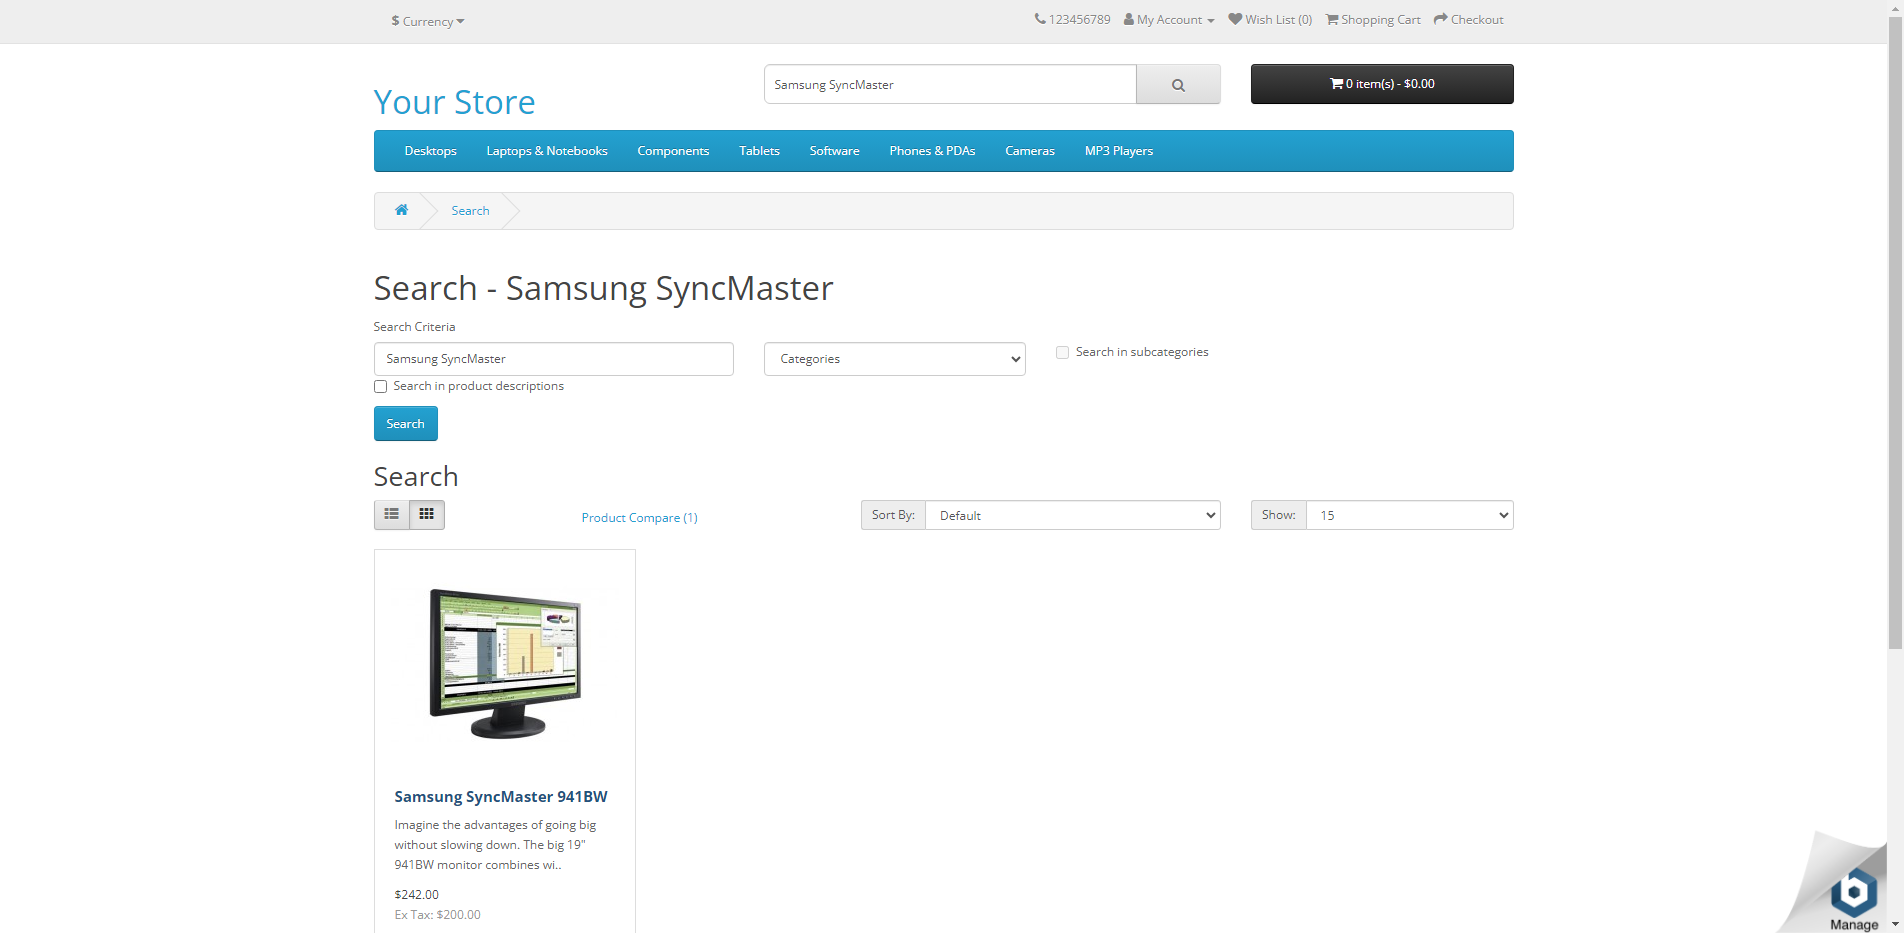 $ Currency
123456789 My Account Wish List (0) Shopping Cart Checkout
Your Store
Samsung SyncMaster
0 item(s) - $0.00
Desktops Laptops & Notebooks Components Tablets Software Phones & PDAs Cameras MP3 Players
Search
Search - Samsung SyncMaster
Search Criteria
Samsung SyncMaster
Categories
Search in subcategories
Search in product descriptions
Search
Search
Product Compare (1)
Sort By: Default
Show: 15
Samsung SyncMaster 941BW
Imagine the advantages of going big
without slowing down. The big 19"
941BW monitor combines wi..
$242.00
Ex Tax: $200.00
b
Manage